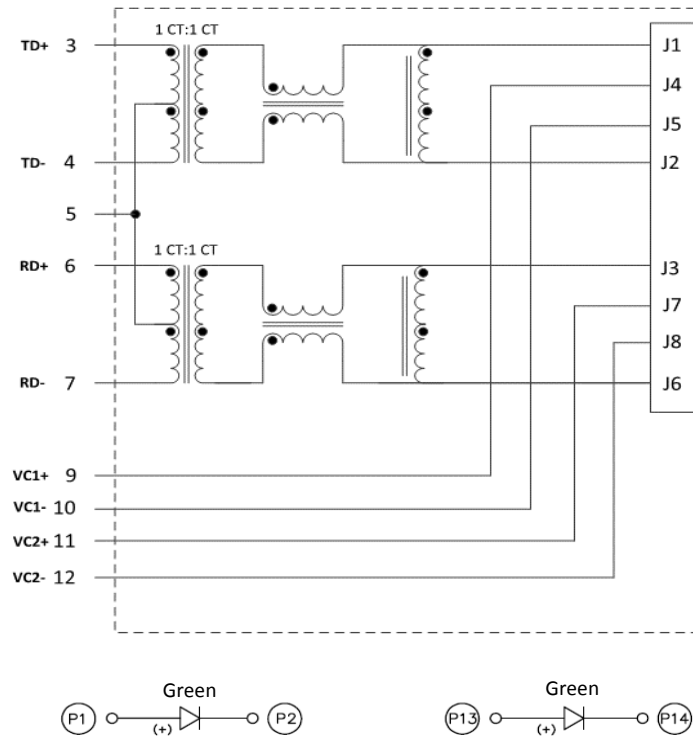 1 CT:1 CT
TD+ 3 J1
J4
J5
TD- 4 J2
5
1 CT:1 CT
RD+ 6 J3
J7
J8
RD- 7 J6
VC1+ 9
VC1- 10
VC2+ 11
VC2- 12
Green Green
P1 (+) P2 P13 (+) P14